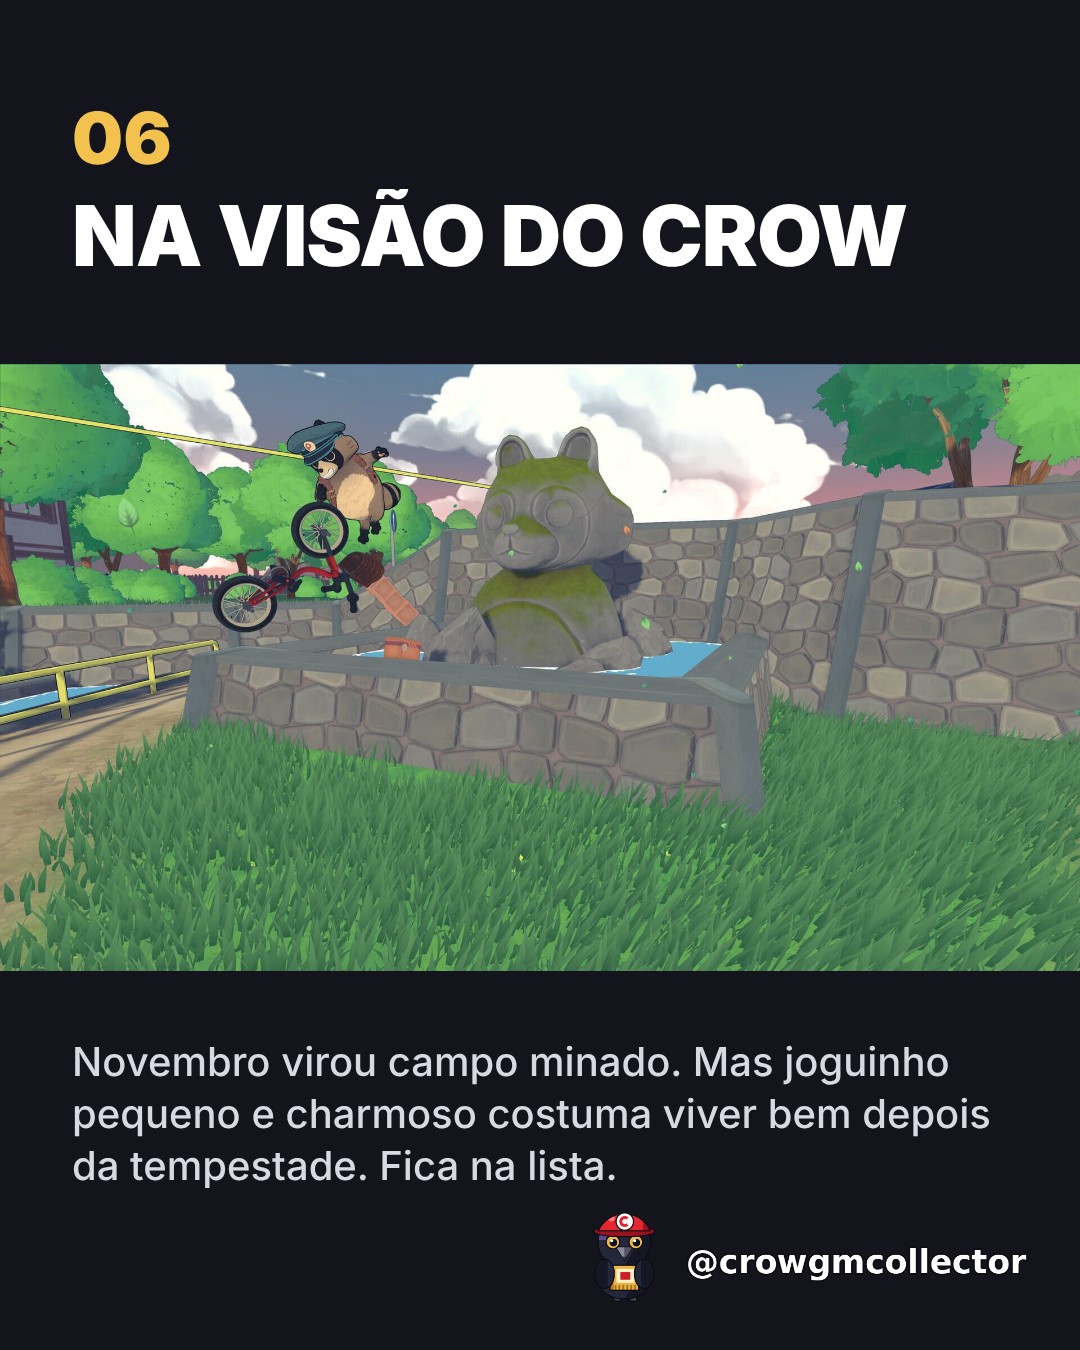 06
NA VISÃO DO CROW
Novembro virou campo minado. Mas joguinho
pequeno e charmoso costuma viver bem depois
da tempestade. Fica na lista.
C
@crowgmcollector